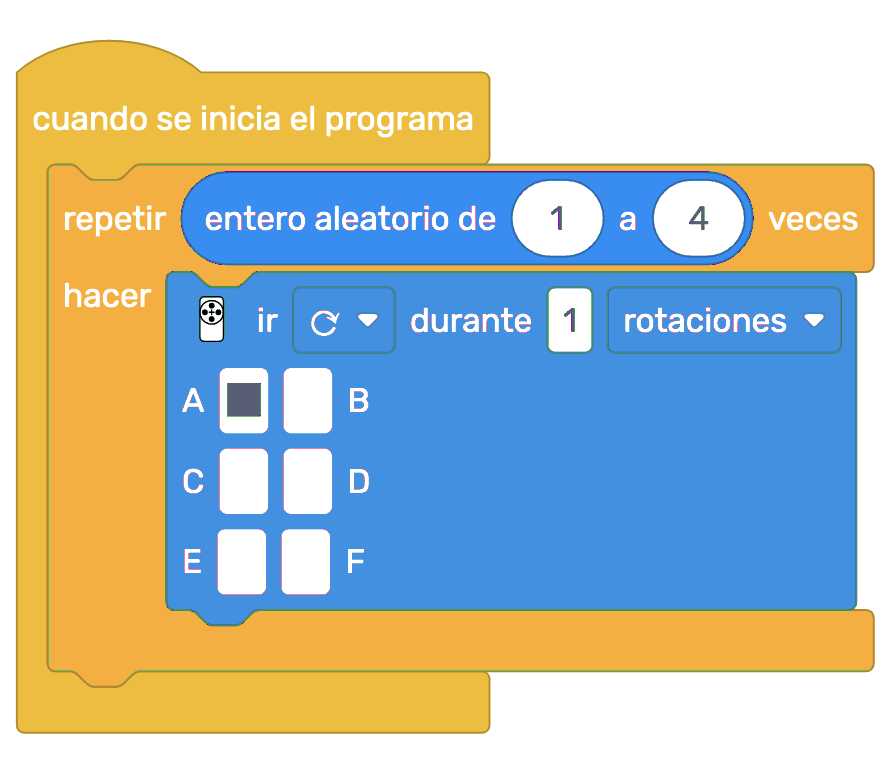 cuando se inicia el programa
repetir entero aleatorio de 1 a 4 veces
hacer ir durante 1 rotaciones
A B
C D
E F